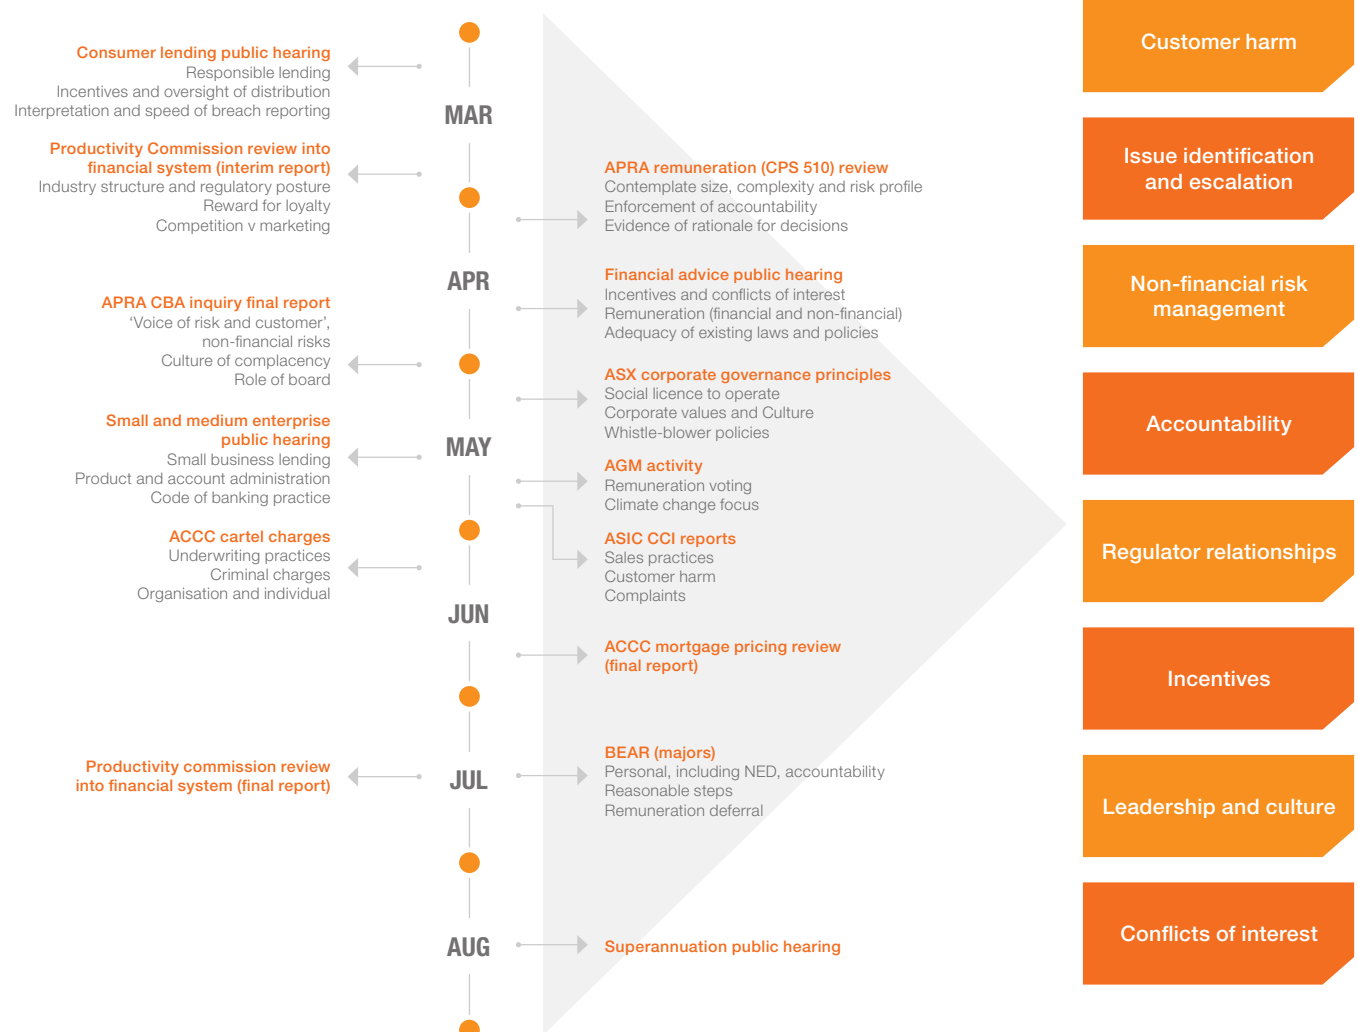 Consumer lending public hearing
Responsible lending
Incentives and oversight of distribution
Interpretation and speed of breach reporting
MAR
Productivity Commission review into
financial system (interim report)
Industry structure and regulatory posture
Reward for loyalty
Competition v marketing
APRA remuneration (CPS 510) review
Contemplate size, complexity and risk profile
Enforcement of accountability
Evidence of rationale for decisions
APR
Financial advice public hearing
Incentives and conflicts of interest
Remuneration (financial and non-financial)
Adequacy of existing laws and policies
APRA CBA inquiry final report
‘Voice of risk and customer’,
non-financial risks
Culture of complacency
Role of board
ASX corporate governance principles
Social licence to operate
Corporate values and Culture
Whistle-blower policies
Small and medium enterprise
public hearing
Small business lending
Product and account administration
Code of banking practice
MAY
AGM activity
Remuneration voting
Climate change focus
ACCC cartel charges
Underwriting practices
Criminal charges
Organisation and individual
ASIC CCI reports
Sales practices
Customer harm
Complaints
JUN
ACCC mortgage pricing review
(final report)
Productivity commission review
into financial system (final report)
JUL
BEAR (majors)
Personal, including NED, accountability
Reasonable steps
Remuneration deferral
AUG
Superannuation public hearing
Customer harm
Issue identification
and escalation
Non-financial risk
management
Accountability
Regulator relationships
Incentives
Leadership and culture
Conflicts of interest